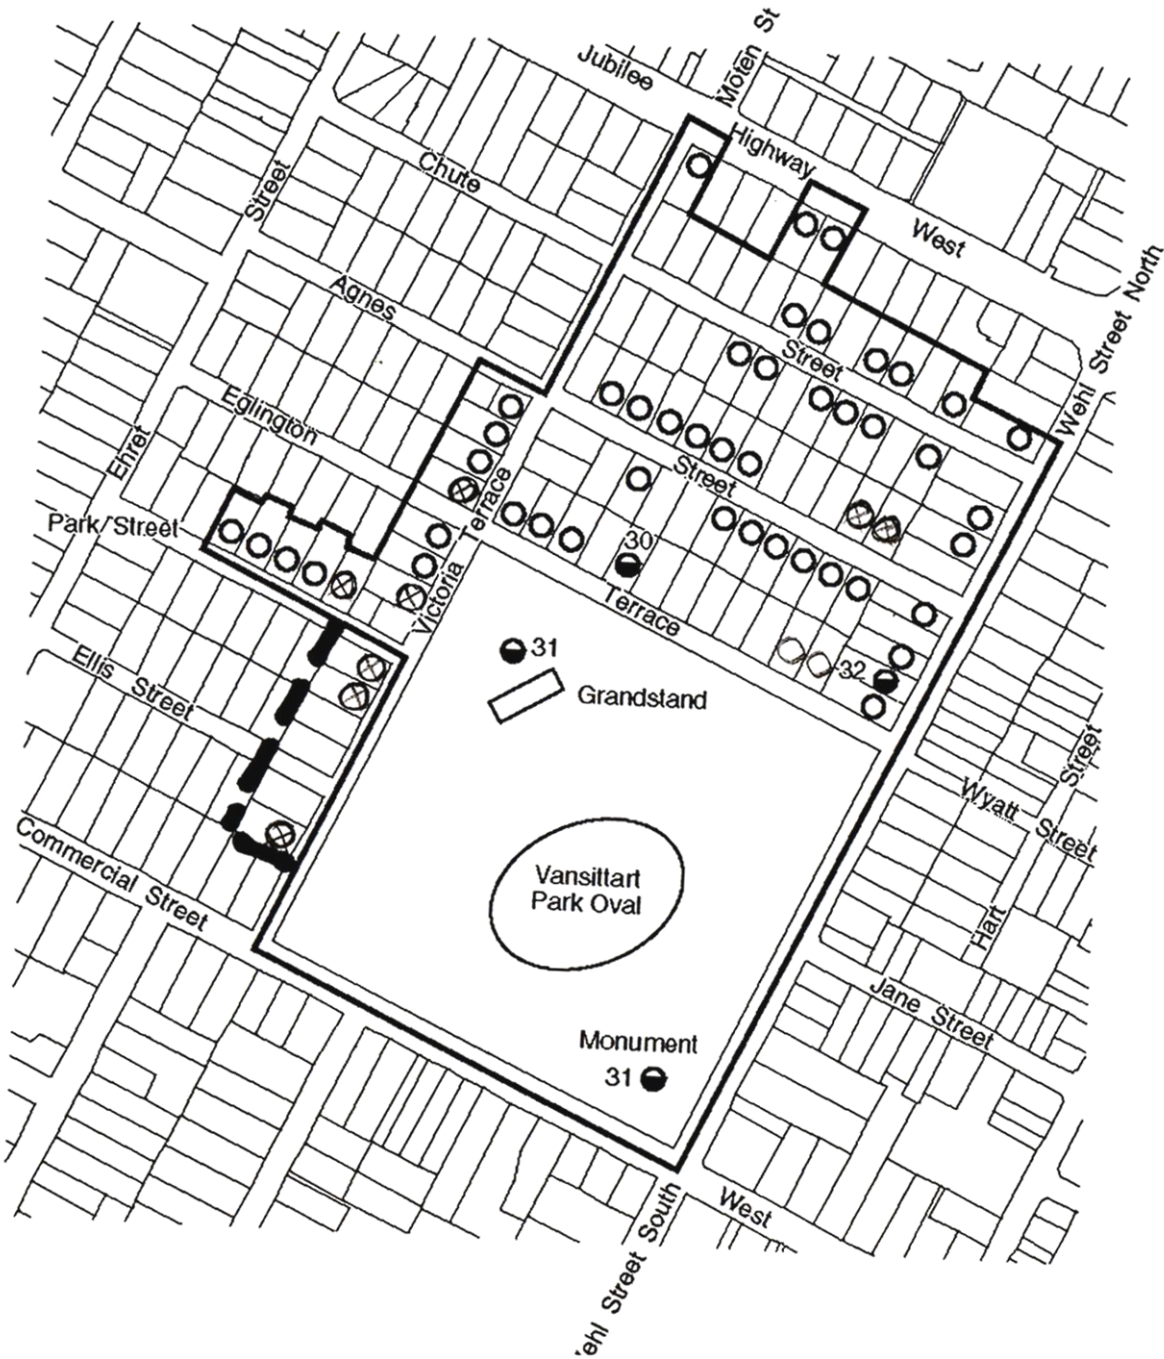 Moten St
Jubilee
Highway
West
Chute
Street
Street
Agnes
Street
Eglington
Terrace
Ehret
Street
Park Street
Victoria Terrace
Wehl Street North
30
31
Grandstand
32
Ellis Street
Commercial Street
Wyatt Street
Hart Street
Vansittart
Park Oval
Jane Street
Monument
31
West
ehl Street South